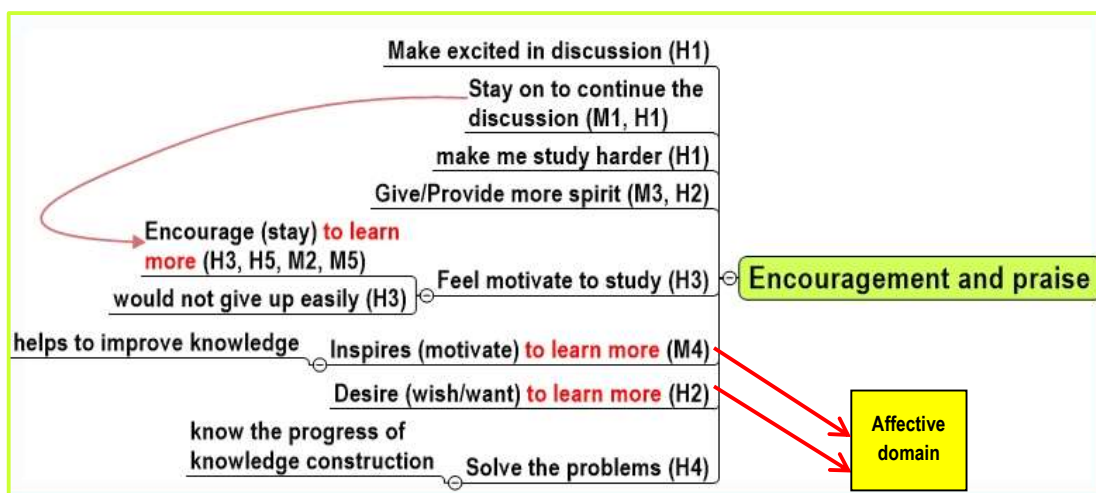 Make excited in discussion (H1)
Stay on to continue the
discussion (M1, H1)
make me study harder (H1)
Give/Provide more spirit (M3, H2)
Encourage (stay) to learn
more (H3, H5, M2, M5)
would not give up easily (H3)
Feel motivate to study (H3)
Encouragement and praise
helps to improve knowledge
Inspires (motivate) to learn more (M4)
Desire (wish/want) to learn more (H2)
Affective
domain
know the progress of
knowledge construction
Solve the problems (H4)